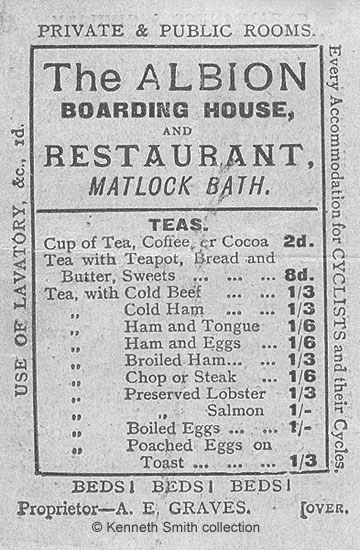 PRIVATE & PUBLIC ROOMS.
USE OF LAVATORY, &c., 1d.
Every Accommodation for CYCLISTS and their Cycles.
The ALBION
BOARDING HOUSE,
AND
RESTAURANT,
MATLOCK BATH.
TEAS.
Cup of Tea, Coffee, or Cocoa 2d.
Tea with Teapot, Bread and
Butter, Sweets ... ... ... 8d.
Tea, with Cold Beef ... ... 1/3
„ Cold Ham ... ... 1/3
„ Ham and Tongue 1/6
„ Ham and Eggs ... 1/6
„ Broiled Ham... ... 1/3
„ Chop or Steak ... 1/6
„ Preserved Lobster 1/3
„ „ Salmon 1/-
„ Boiled Eggs ... ... 1/-
„ Poached Eggs on
Toast ... ... ... 1/3
BEDS! BEDS! BEDS!
Proprietor—A. E. GRAVES. [OVER.
© Kenneth Smith collection